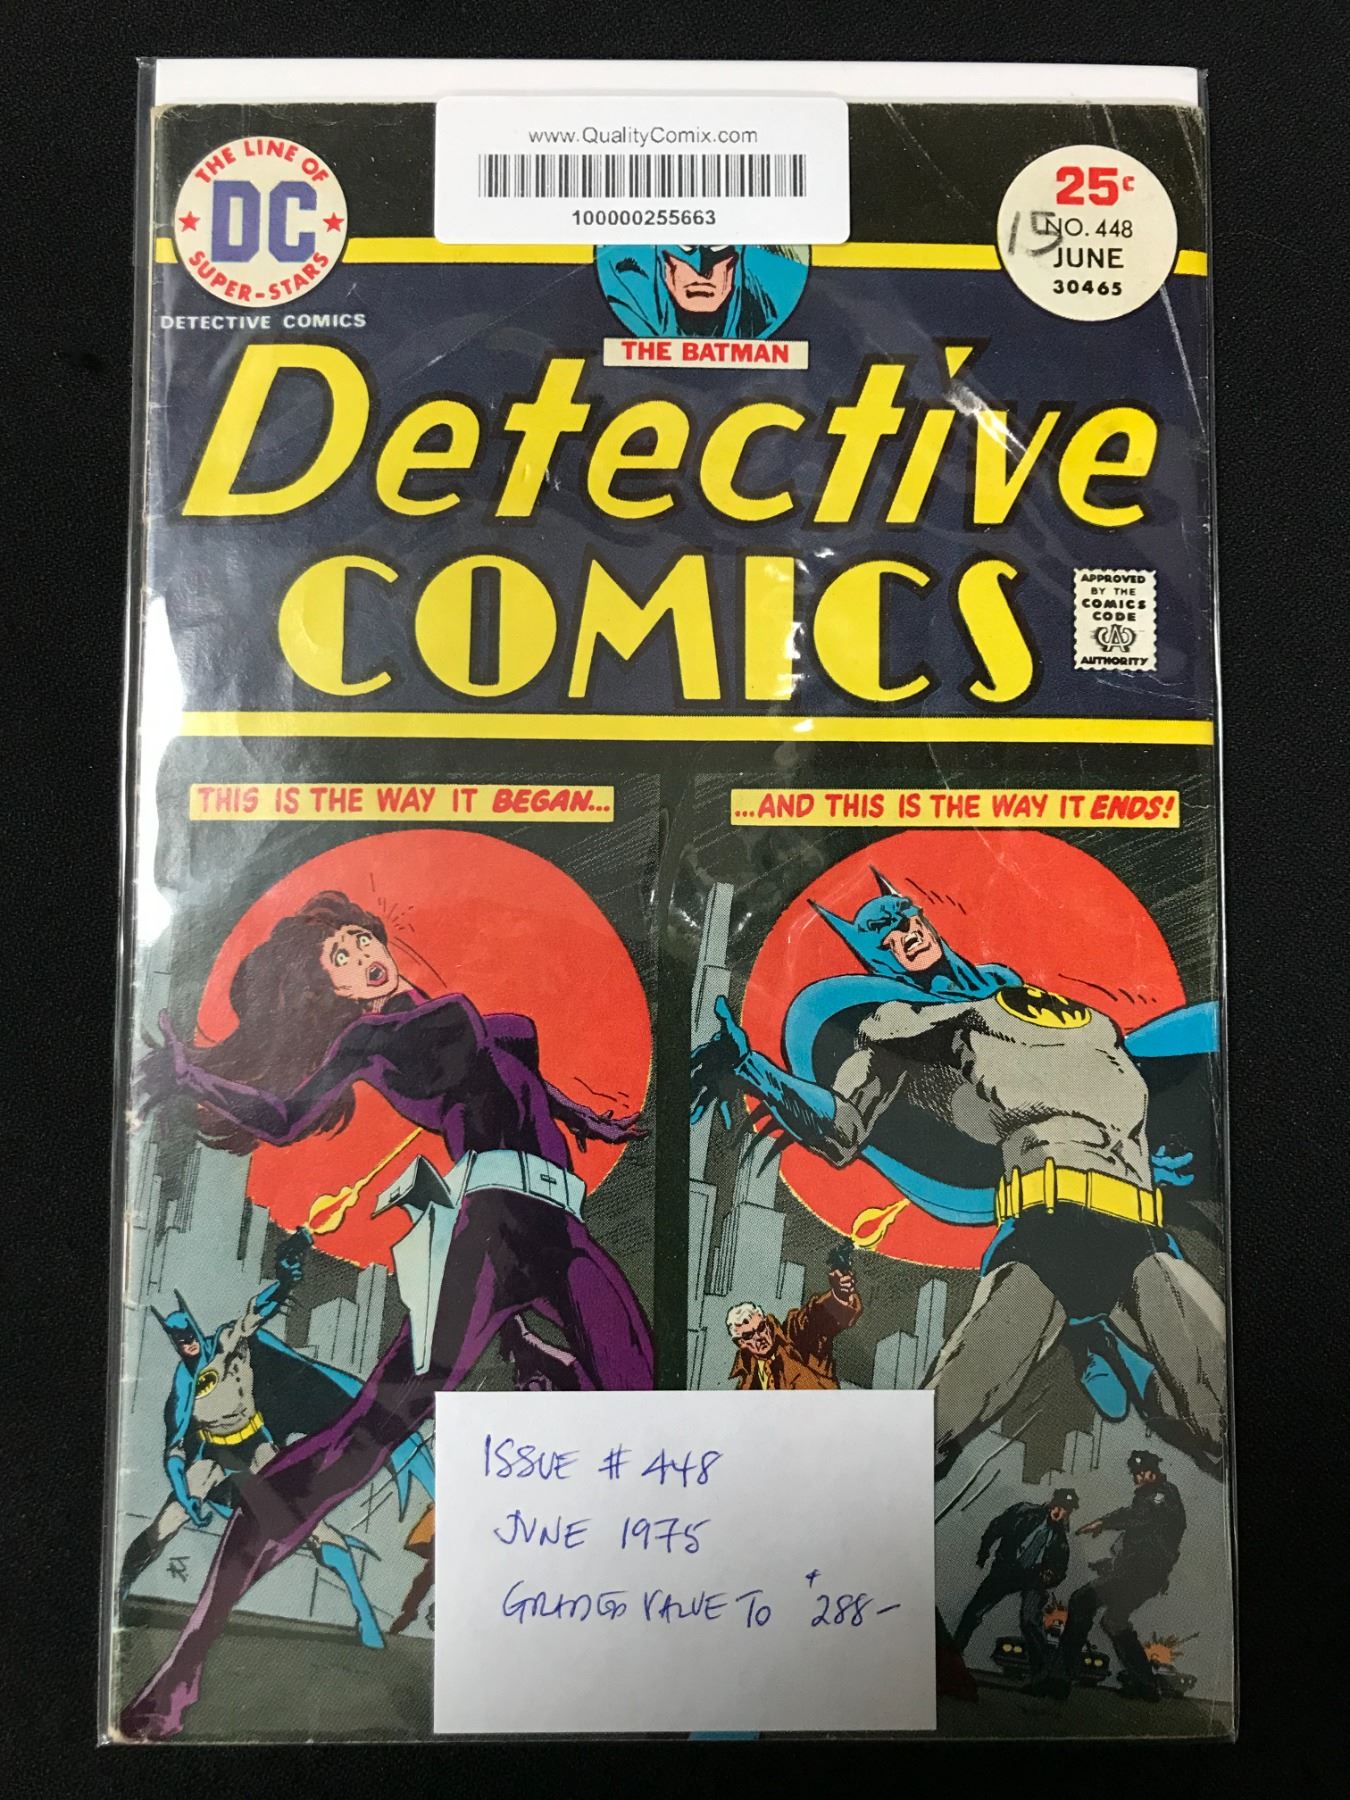 www.QualityComix.com
100000255663
THE LINE OF
DC
SUPER-STARS
25¢
15
NO. 448
JUNE
30465
DETECTIVE COMICS
THE BATMAN
Detective
COMICS
APPROVED
BY THE
COMICS
CODE
AUTHORITY
THIS IS THE WAY IT BEGAN...
...AND THIS IS THE WAY IT ENDS!
ISSUE # 448
JUNE 1975
GRADED VALUE TO $288-